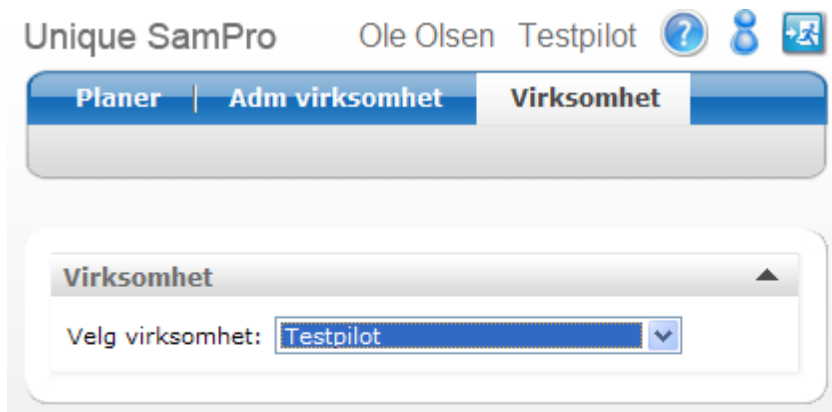 Unique SamPro Ole Olsen Testpilot ?
Planer | Adm virksomhet Virksomhet
Virksomhet
Velg virksomhet: Testpilot